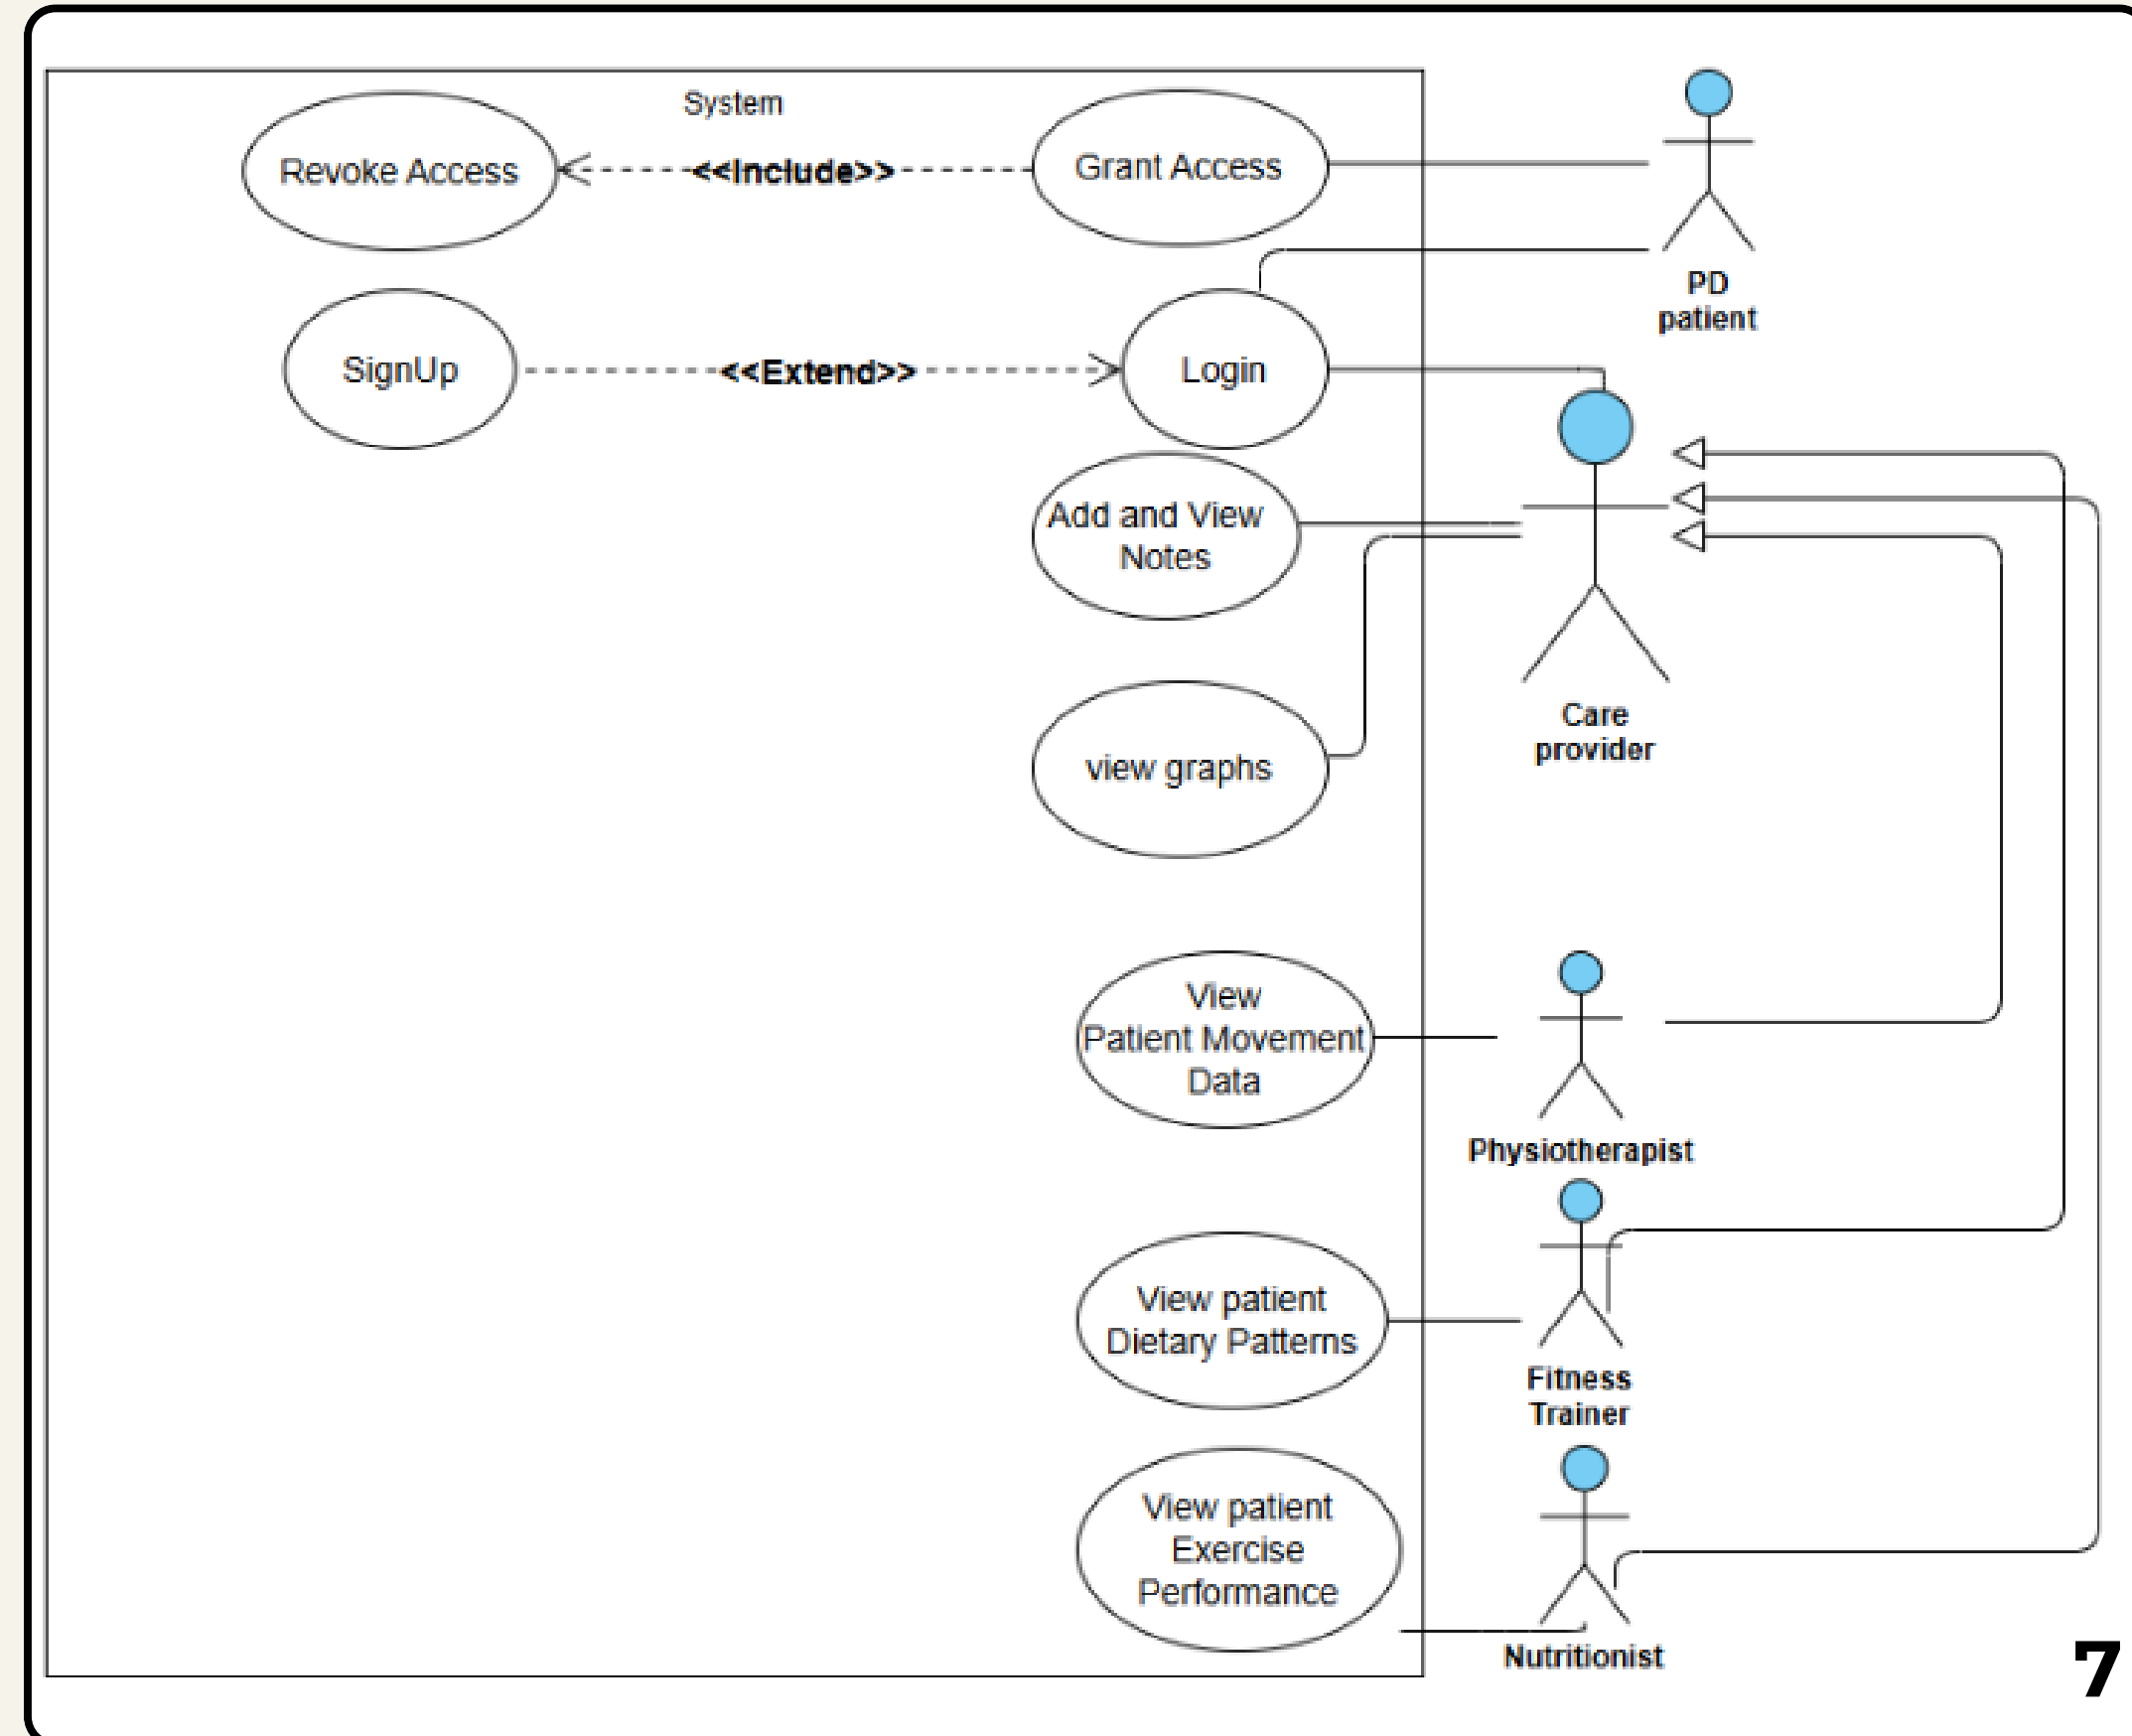 System
Revoke Access
<<Include>>
Grant Access
PD
patient
SignUp
<<Extend>>
Login
Add and View
Notes
Care
provider
view graphs
View
Patient Movement
Data
Physiotherapist
View patient
Dietary Patterns
Fitness
Trainer
View patient
Exercise
Performance
Nutritionist
7